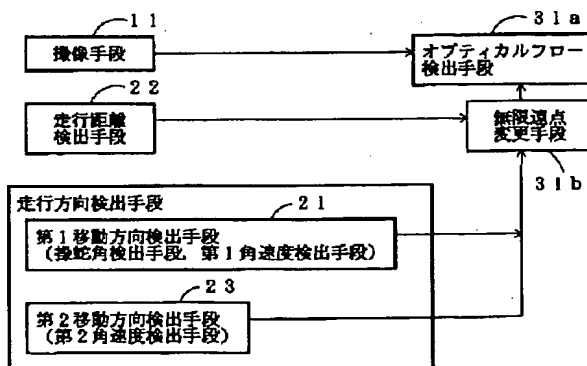 11
31a
撮像手段
オプティカルフロー
検出手段
22
走行距離
検出手段
無限遠点
変更手段
31b
走行方向検出手段
21
第1移動方向検出手段
(操蛇角検出手段,第1角速度検出手段)
23
第2移動方向検出手段
(第2角速度検出手段)